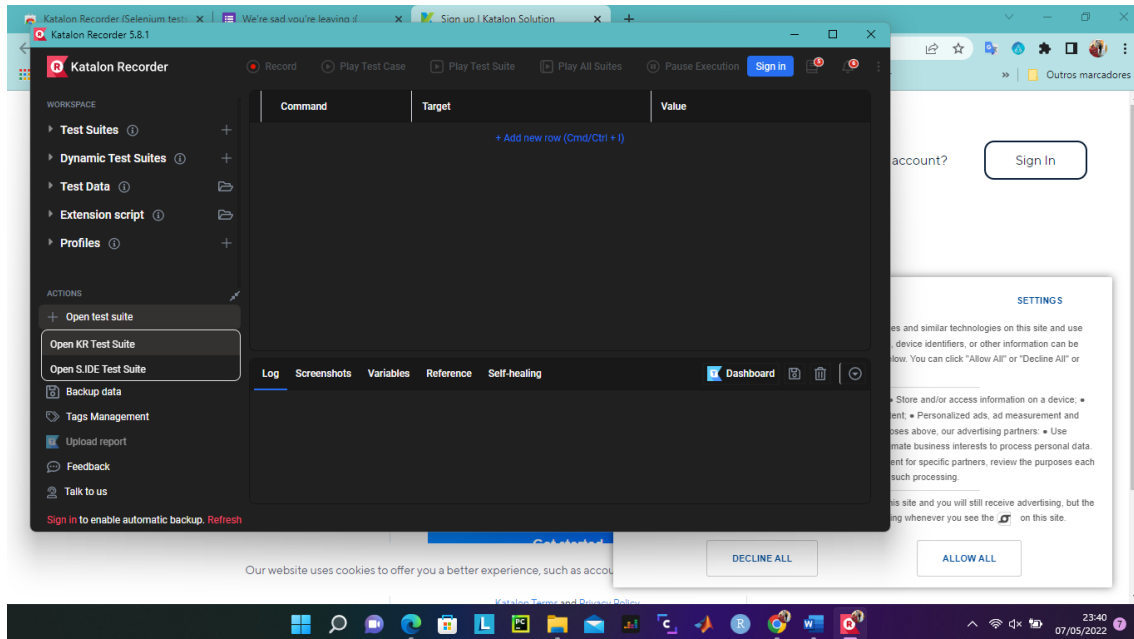 Katalon Recorder (Selenium tests
We're sad you're leaving :(
Sign up | Katalon Solution
Katalon Recorder 5.8.1
Katalon Recorder
Record
Play Test Case
Play Test Suite
Play All Suites
Pause Execution
Sign in
Outros marcadores
WORKSPACE
Test Suites
Dynamic Test Suites
Test Data
Extension script
Profiles
Command
Target
Value
+ Add new row (Cmd/Ctrl + I)
account?
Sign In
ACTIONS
Open test suite
Open KR Test Suite
Open S.IDE Test Suite
Backup data
Tags Management
Upload report
Feedback
Talk to us
Sign in to enable automatic backup. Refresh
Log
Screenshots
Variables
Reference
Self-healing
Dashboard
SETTINGS
es and similar technologies on this site and use
, device identifiers, or other information can be
low. You can click "Allow All" or "Decline All" or
• Store and/or access information on a device; •
ent; • Personalized ads, ad measurement and
oses above, our advertising partners: • Use
mate business interests to process personal data.
ent for specific partners, review the purposes each
such processing.
is site and you will still receive advertising, but the
ing whenever you see the on this site.
DECLINE ALL
ALLOW ALL
Get started
Our website uses cookies to offer you a better experience, such as accou
Katalon Terms and Privacy Policy
23:40
07/05/2022
7